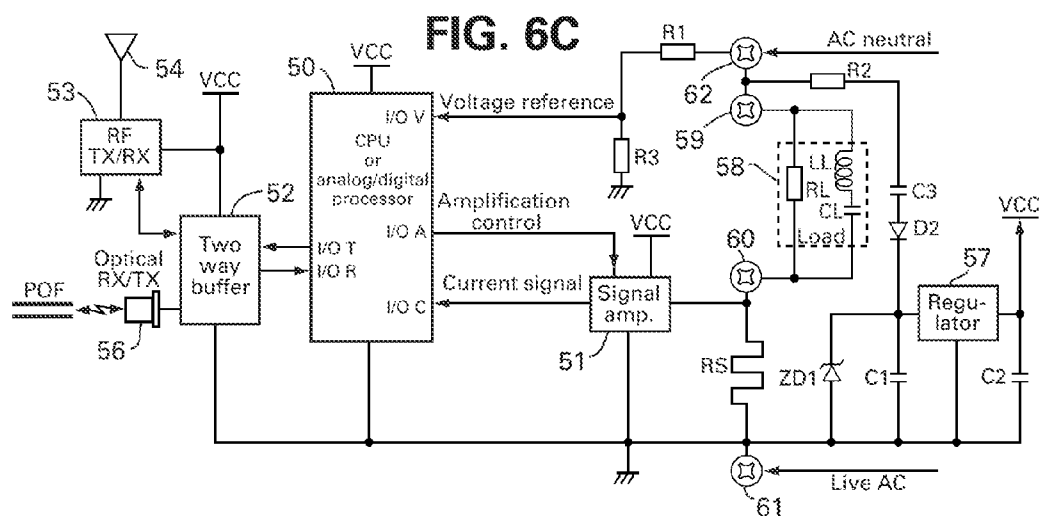 FIG. 6C
54
VCC
53
RF
TX/RX
50
VCC
I/O V
CPU
or
analog/digital
processor
I/O A
I/O T
I/O R
I/O C
52
Two
way
buffer
Optical
RX/TX
POF
56
Voltage reference
Amplification
control
Current signal
VCC
Signal
amp.
51
R1
AC neutral
62
R2
59
R3
58
LL
RL
CL
Load
C3
D2
60
RS
VCC
57
Regu-
lator
ZD1
C1
C2
Live AC
61